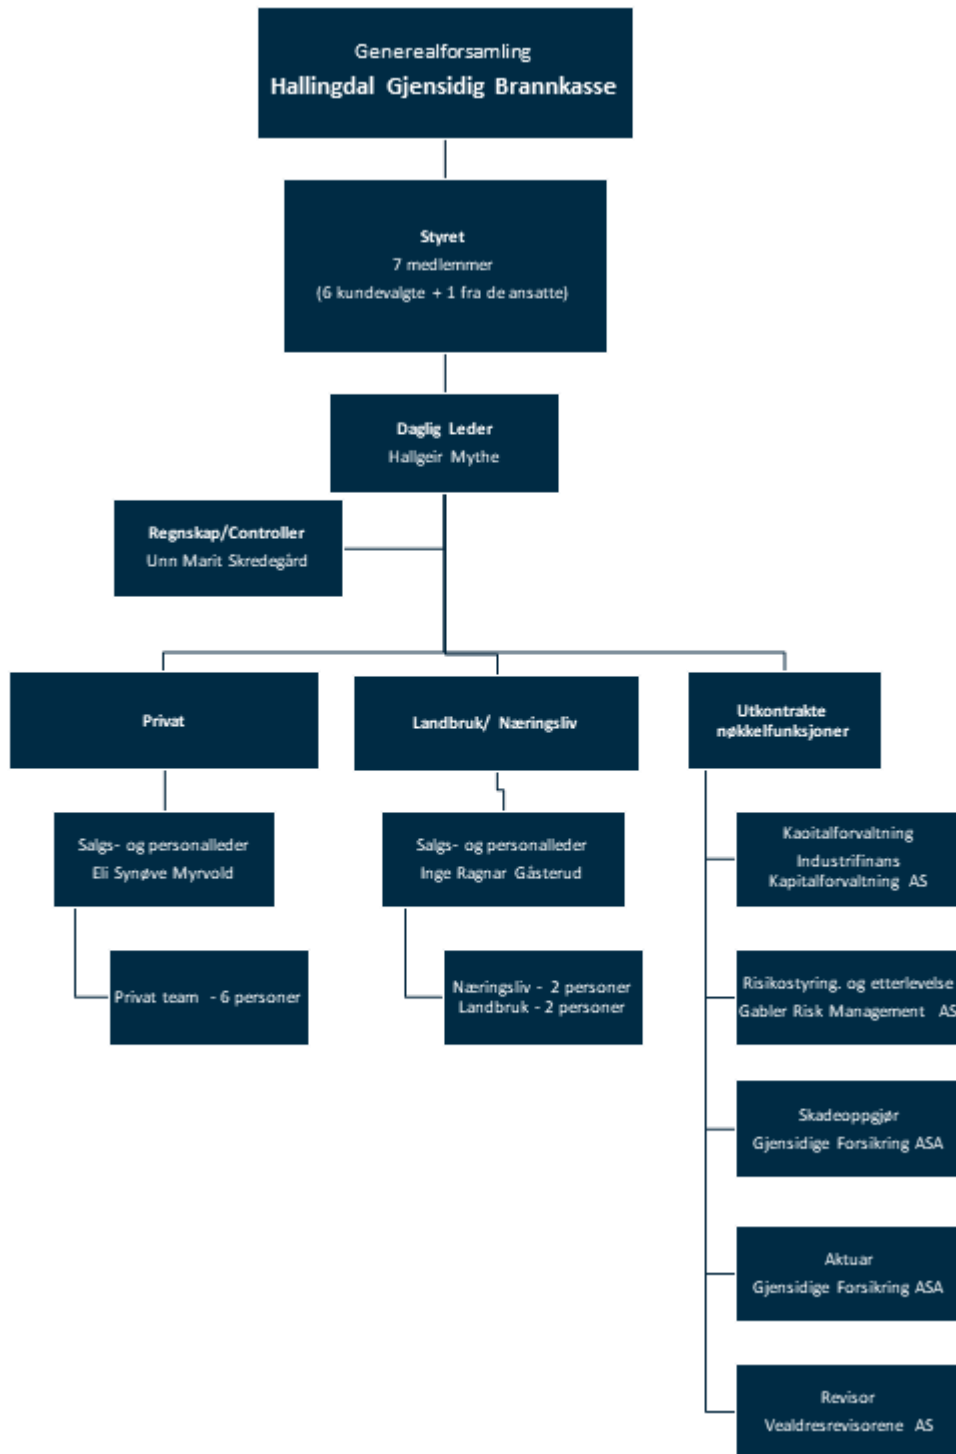 Generealforsamling
Hallingdal Gjensidig Brannkasse
Styret
7 medlemmer
(6 kundevalgte + 1 fra de ansatte)
Daglig Leder
Hallgeir Mythe
Regnskap/Controller
Unn Marit Skredegård
Privat
Landbruk/ Næringsliv
Utkontrakte
nøkkelfunksjoner
Salgs- og personalleder
Eli Synøve Myrvold
Salgs- og personalleder
Inge Ragnar Gåsterud
Privat team - 6 personer
Næringsliv - 2 personer
Landbruk - 2 personer
Kaoitalforvaltning
Industrifinans
Kapitalforvaltning AS
Risikostyring. og etterlevelse
Gabler Risk Management AS
Skadeoppgjør
Gjensidige Forsikring ASA
Aktuar
Gjensidige Forsikring ASA
Revisor
Vealdresrevisorene AS